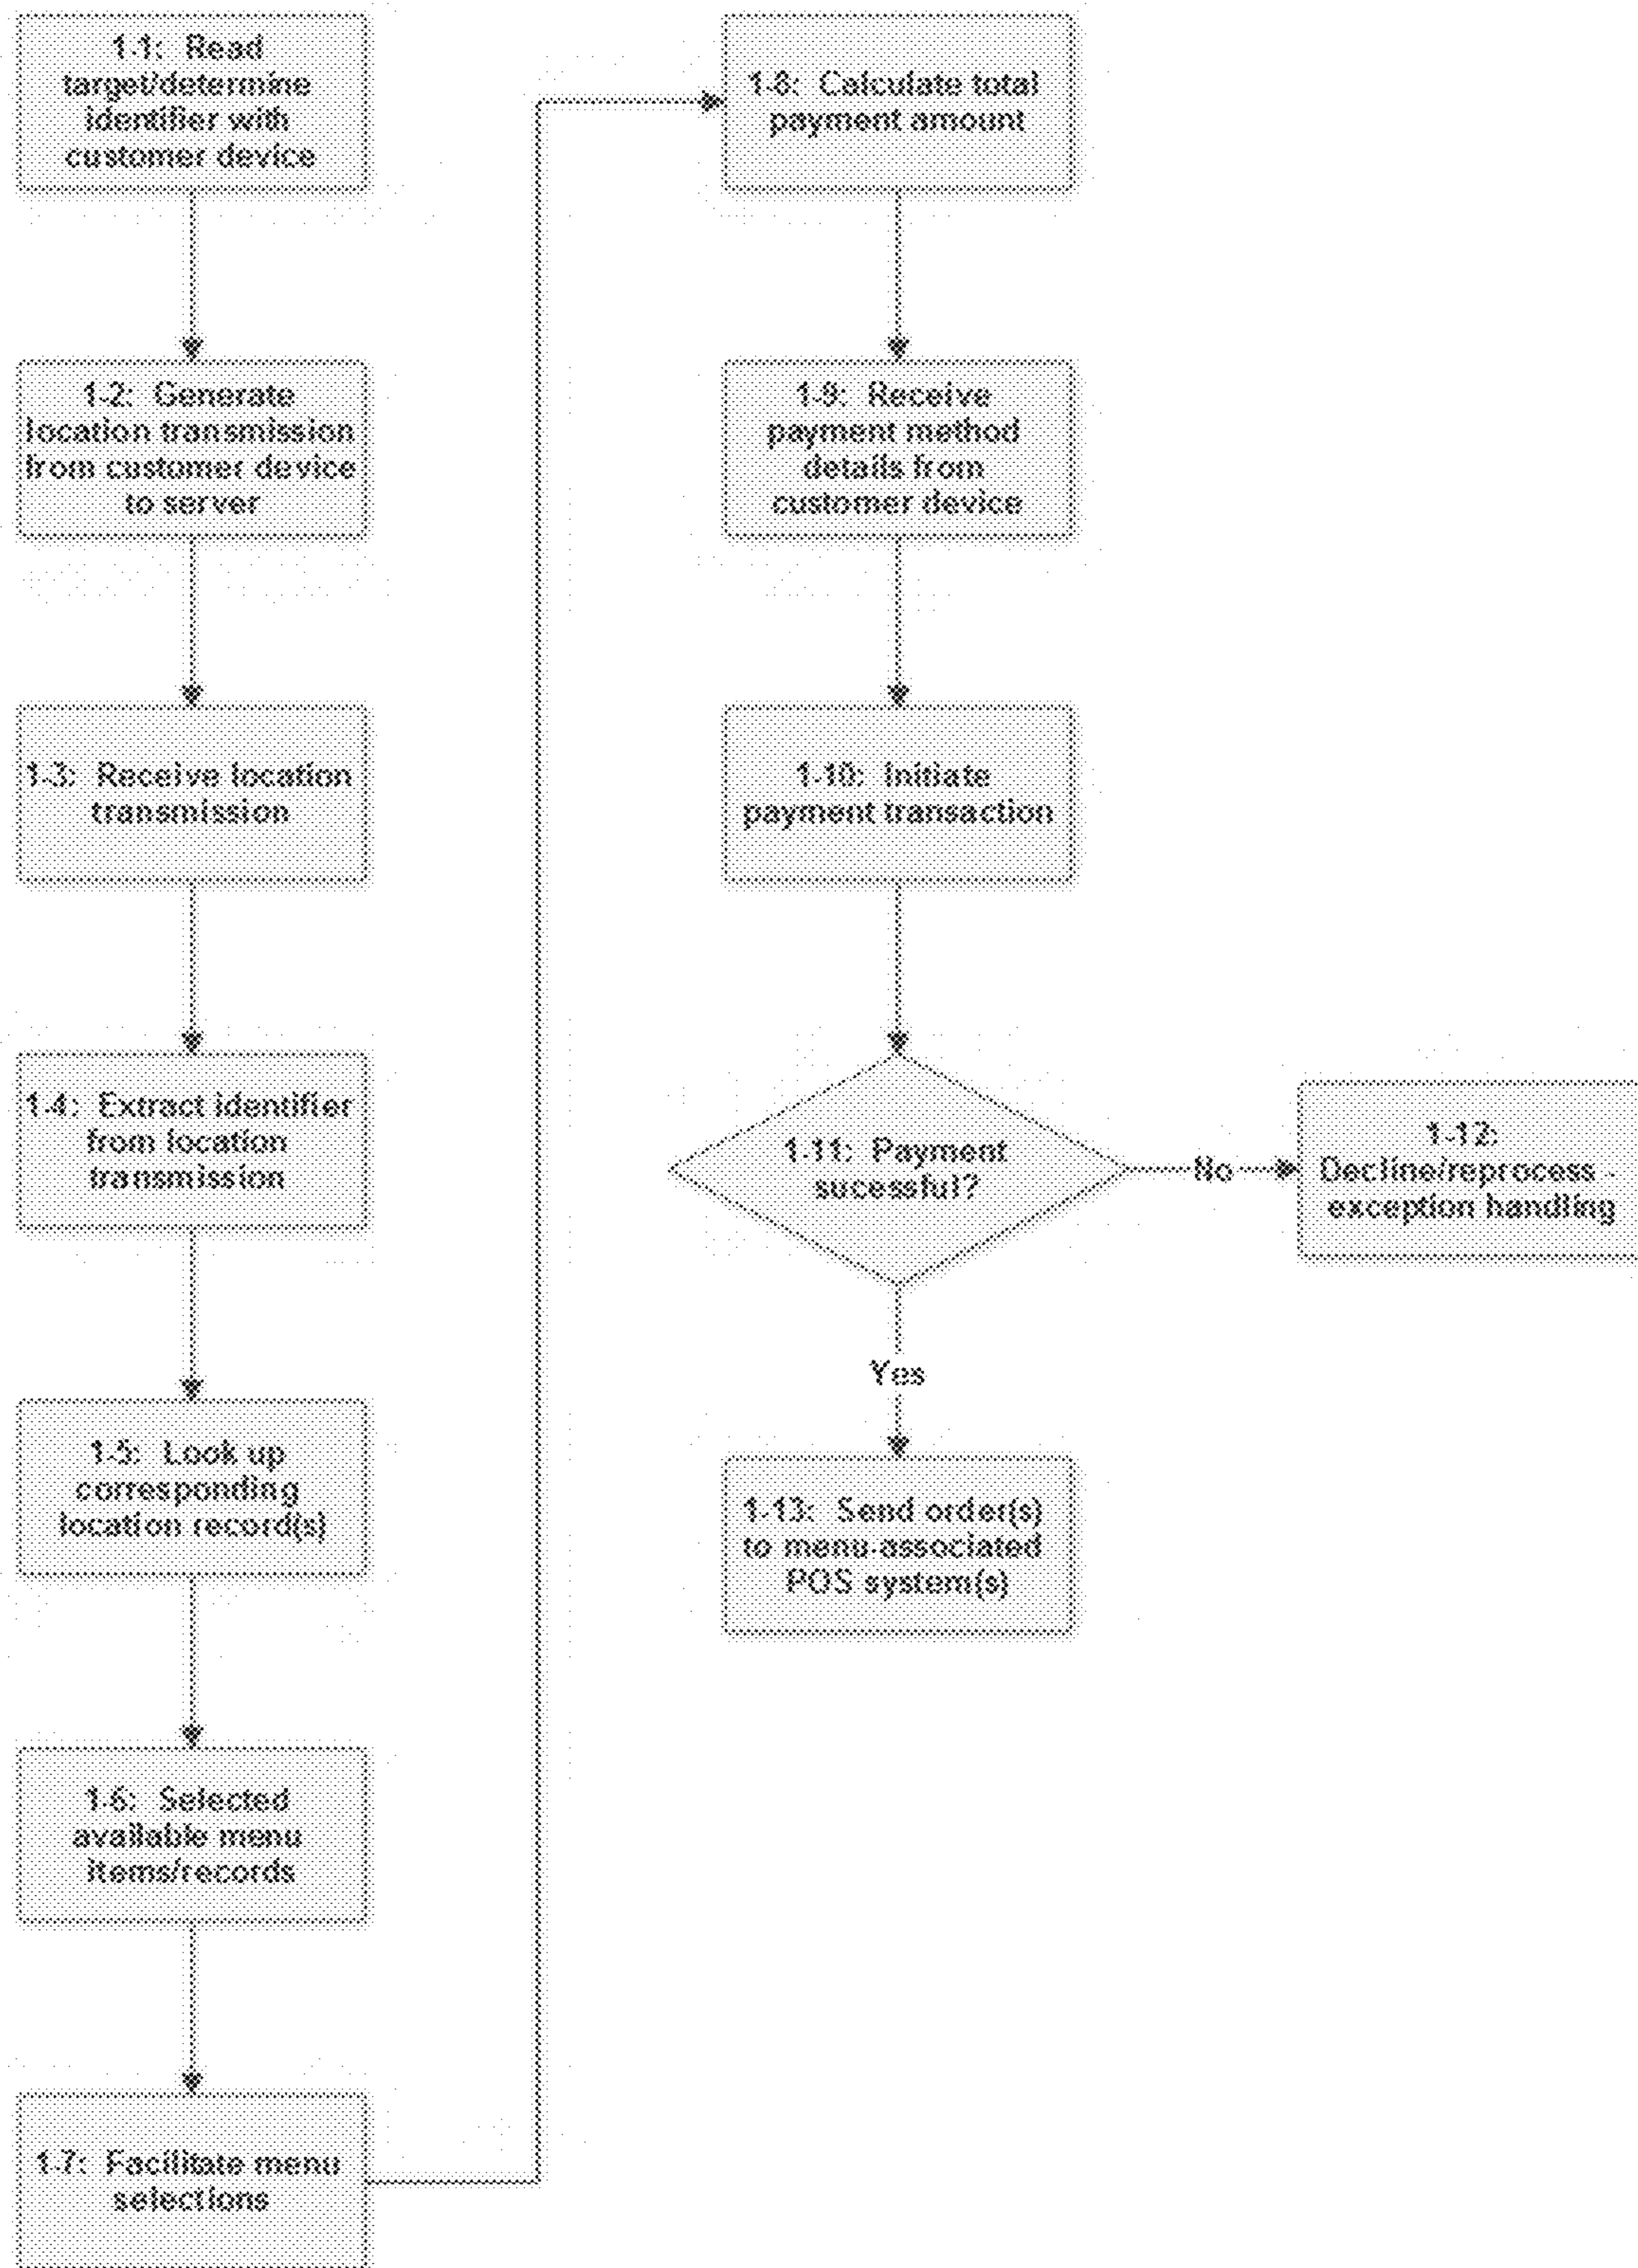 1-1: Read
target/determine
identifier with
customer device
1-2: Generate
location transmission
from customer device
to server
1-3: Receive location
transmission
1-4: Extract identifier
from location
transmission
1-5: Look up
corresponding
location record(s)
1-6: Selected
available menu
items/records
1-7: Facilitate menu
selections
1-8: Calculate total
payment amount
1-9: Receive
payment method
details from
customer device
1-10: Initiate
payment transaction
1-11: Payment
sucessful?
No
1-12:
Decline/reprocess -
exception handling
Yes
1-13: Send order(s)
to menu-associated
POS system(s)